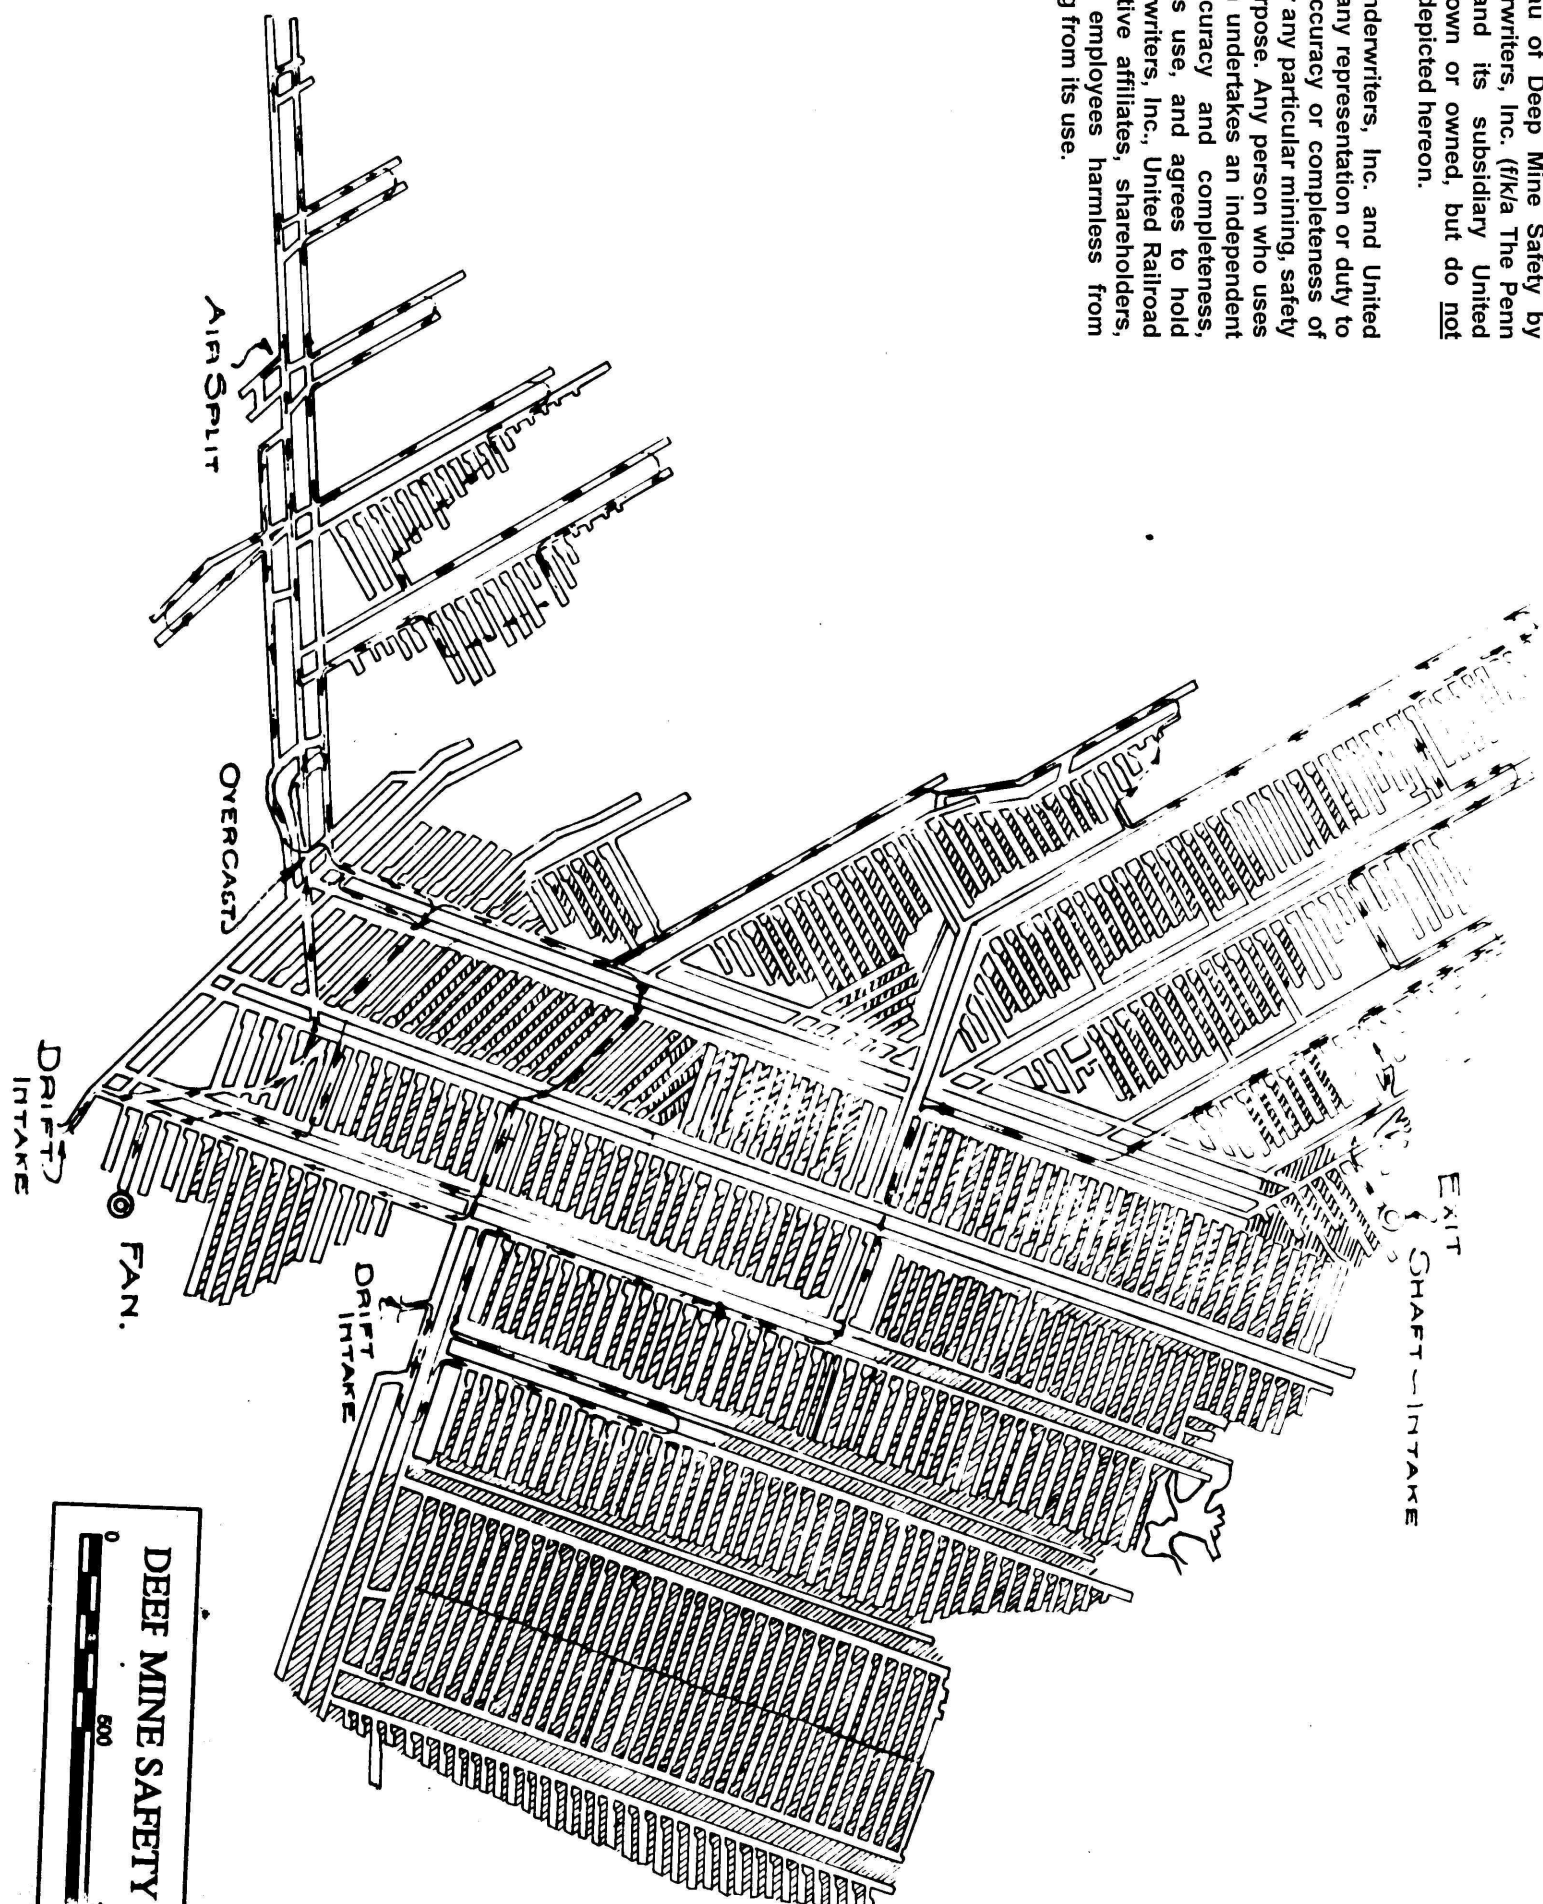 au of Deep Mine Safety by
rwriters, Inc. (f/k/a The Penn
and its subsidiary United
own or owned, but do not
depicted hereon.
nderwriters, Inc. and United
any representation or duty to
ccuracy or completeness of
any particular mining, safety
rpose. Any person who uses
undertakes an independent
curacy and completeness,
s use, and agrees to hold
writers, Inc., United Railroad
tive affiliates, shareholders,
employees harmless from
g from its use.
AIR SPLIT
OVERCAST
DRIFT
INTAKE
FAN.
DRIFT
INTAKE
EXIT
SHAFT-INTAKE
DEEP MINE SAFETY
0
500